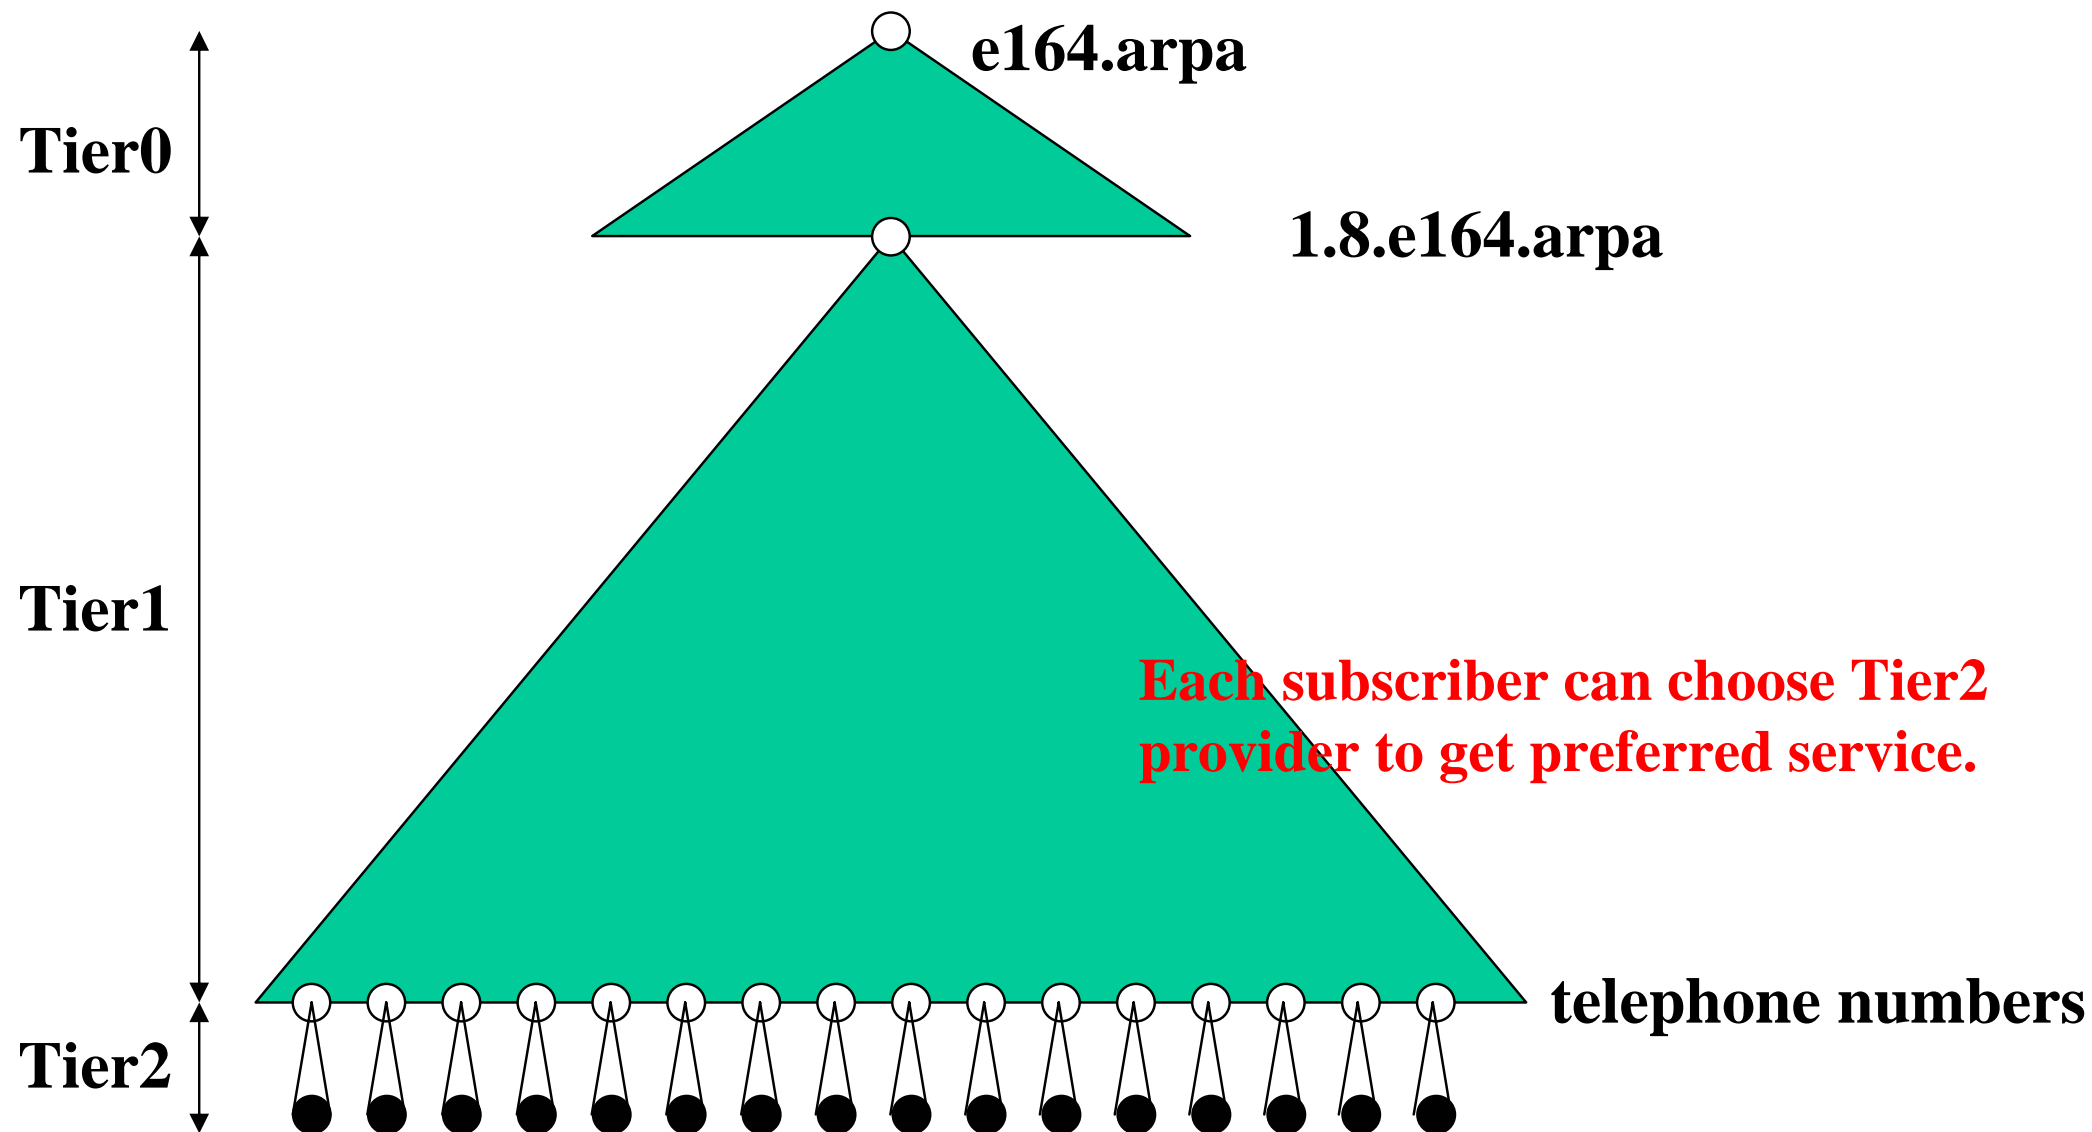 e164.arpa
Tier0
1.8.e164.arpa
Tier1
Each subscriber can choose Tier2
provider to get preferred service.
telephone numbers
Tier2